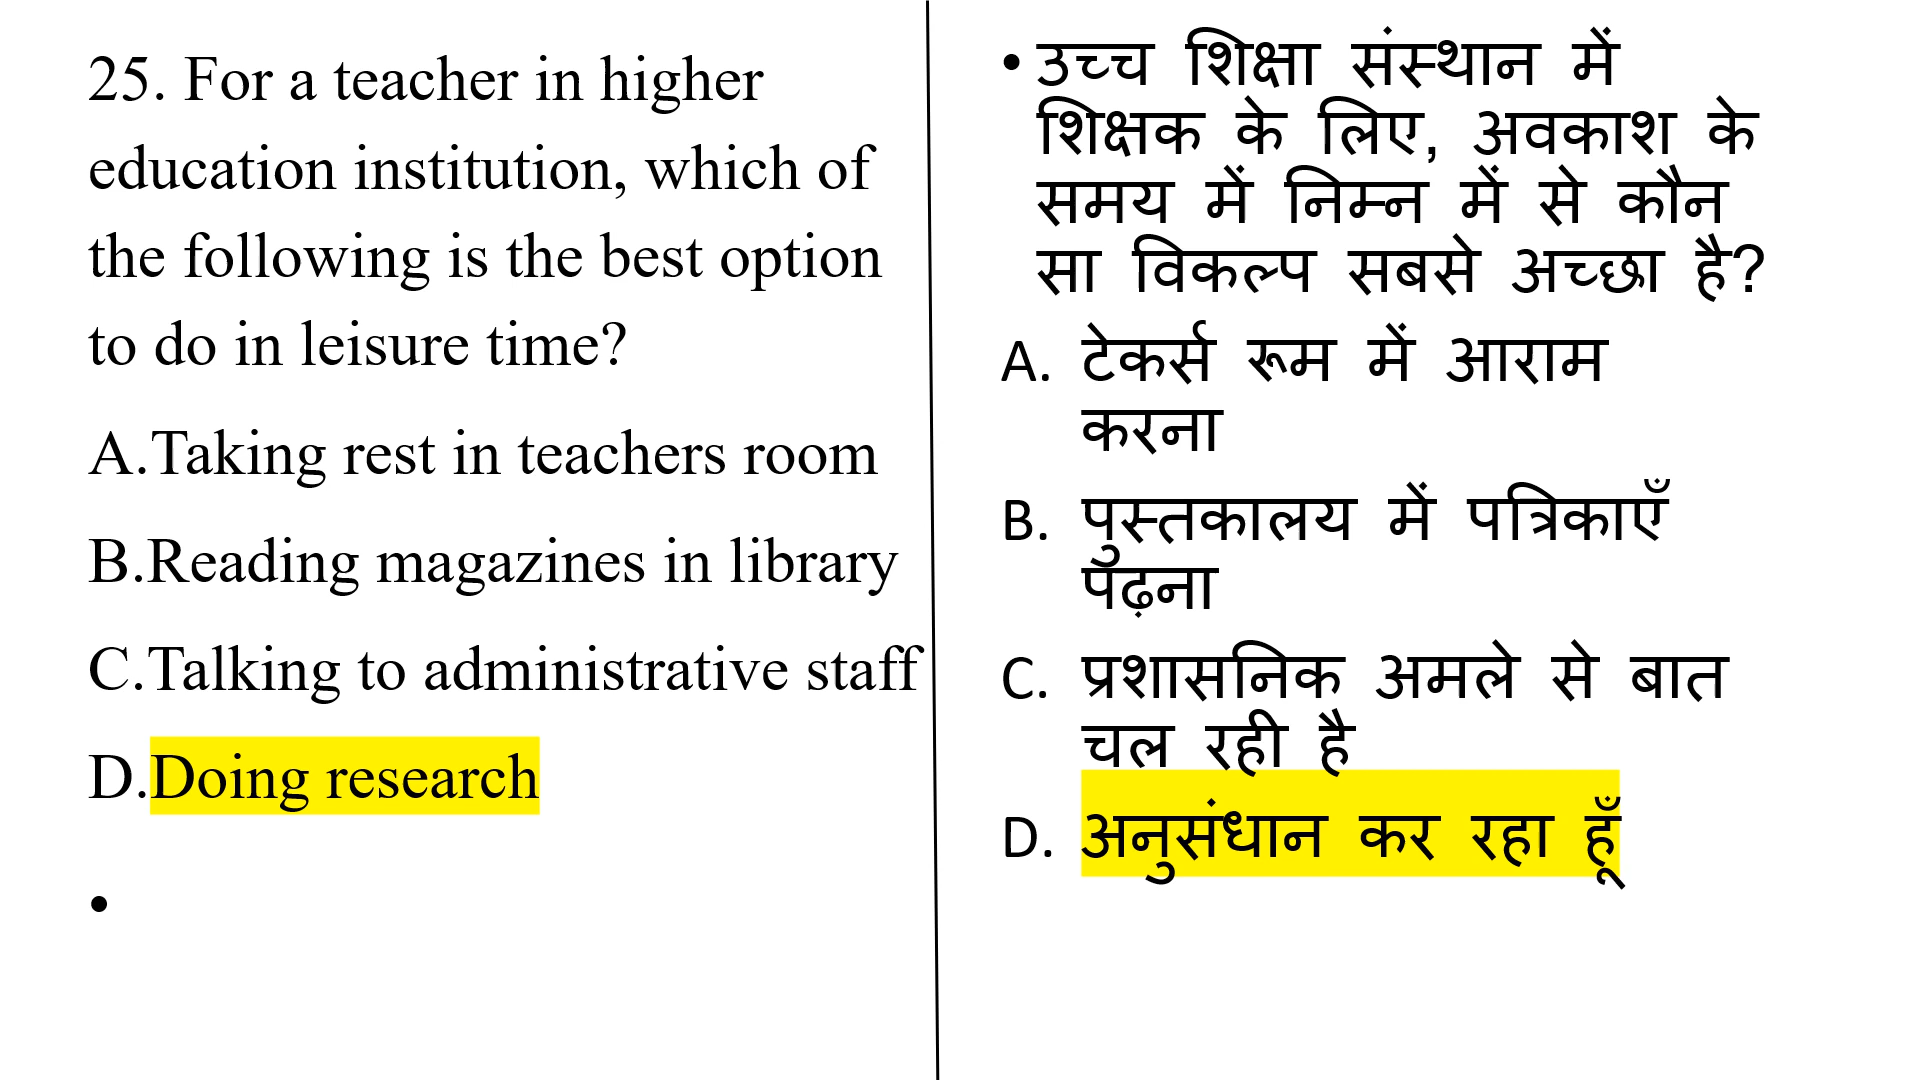 25. For a teacher in higher
education institution, which of
the following is the best option
to do in leisure time?
A.Taking rest in teachers room
B.Reading magazines in library
C.Talking to administrative staff
D.Doing research
•
• उच्च शिक्षा संस्थान में
शिक्षक के लिए, अवकाश के
समय में निम्न में से कौन
सा विकल्प सबसे अच्छा है?
A. टेकर्स रूम में आराम
करना
B. पुस्तकालय में पत्रिकाएँ
पढ़ना
C. प्रशासनिक अमले से बात
चल रही है
D. अनुसंधान कर रहा हूँ